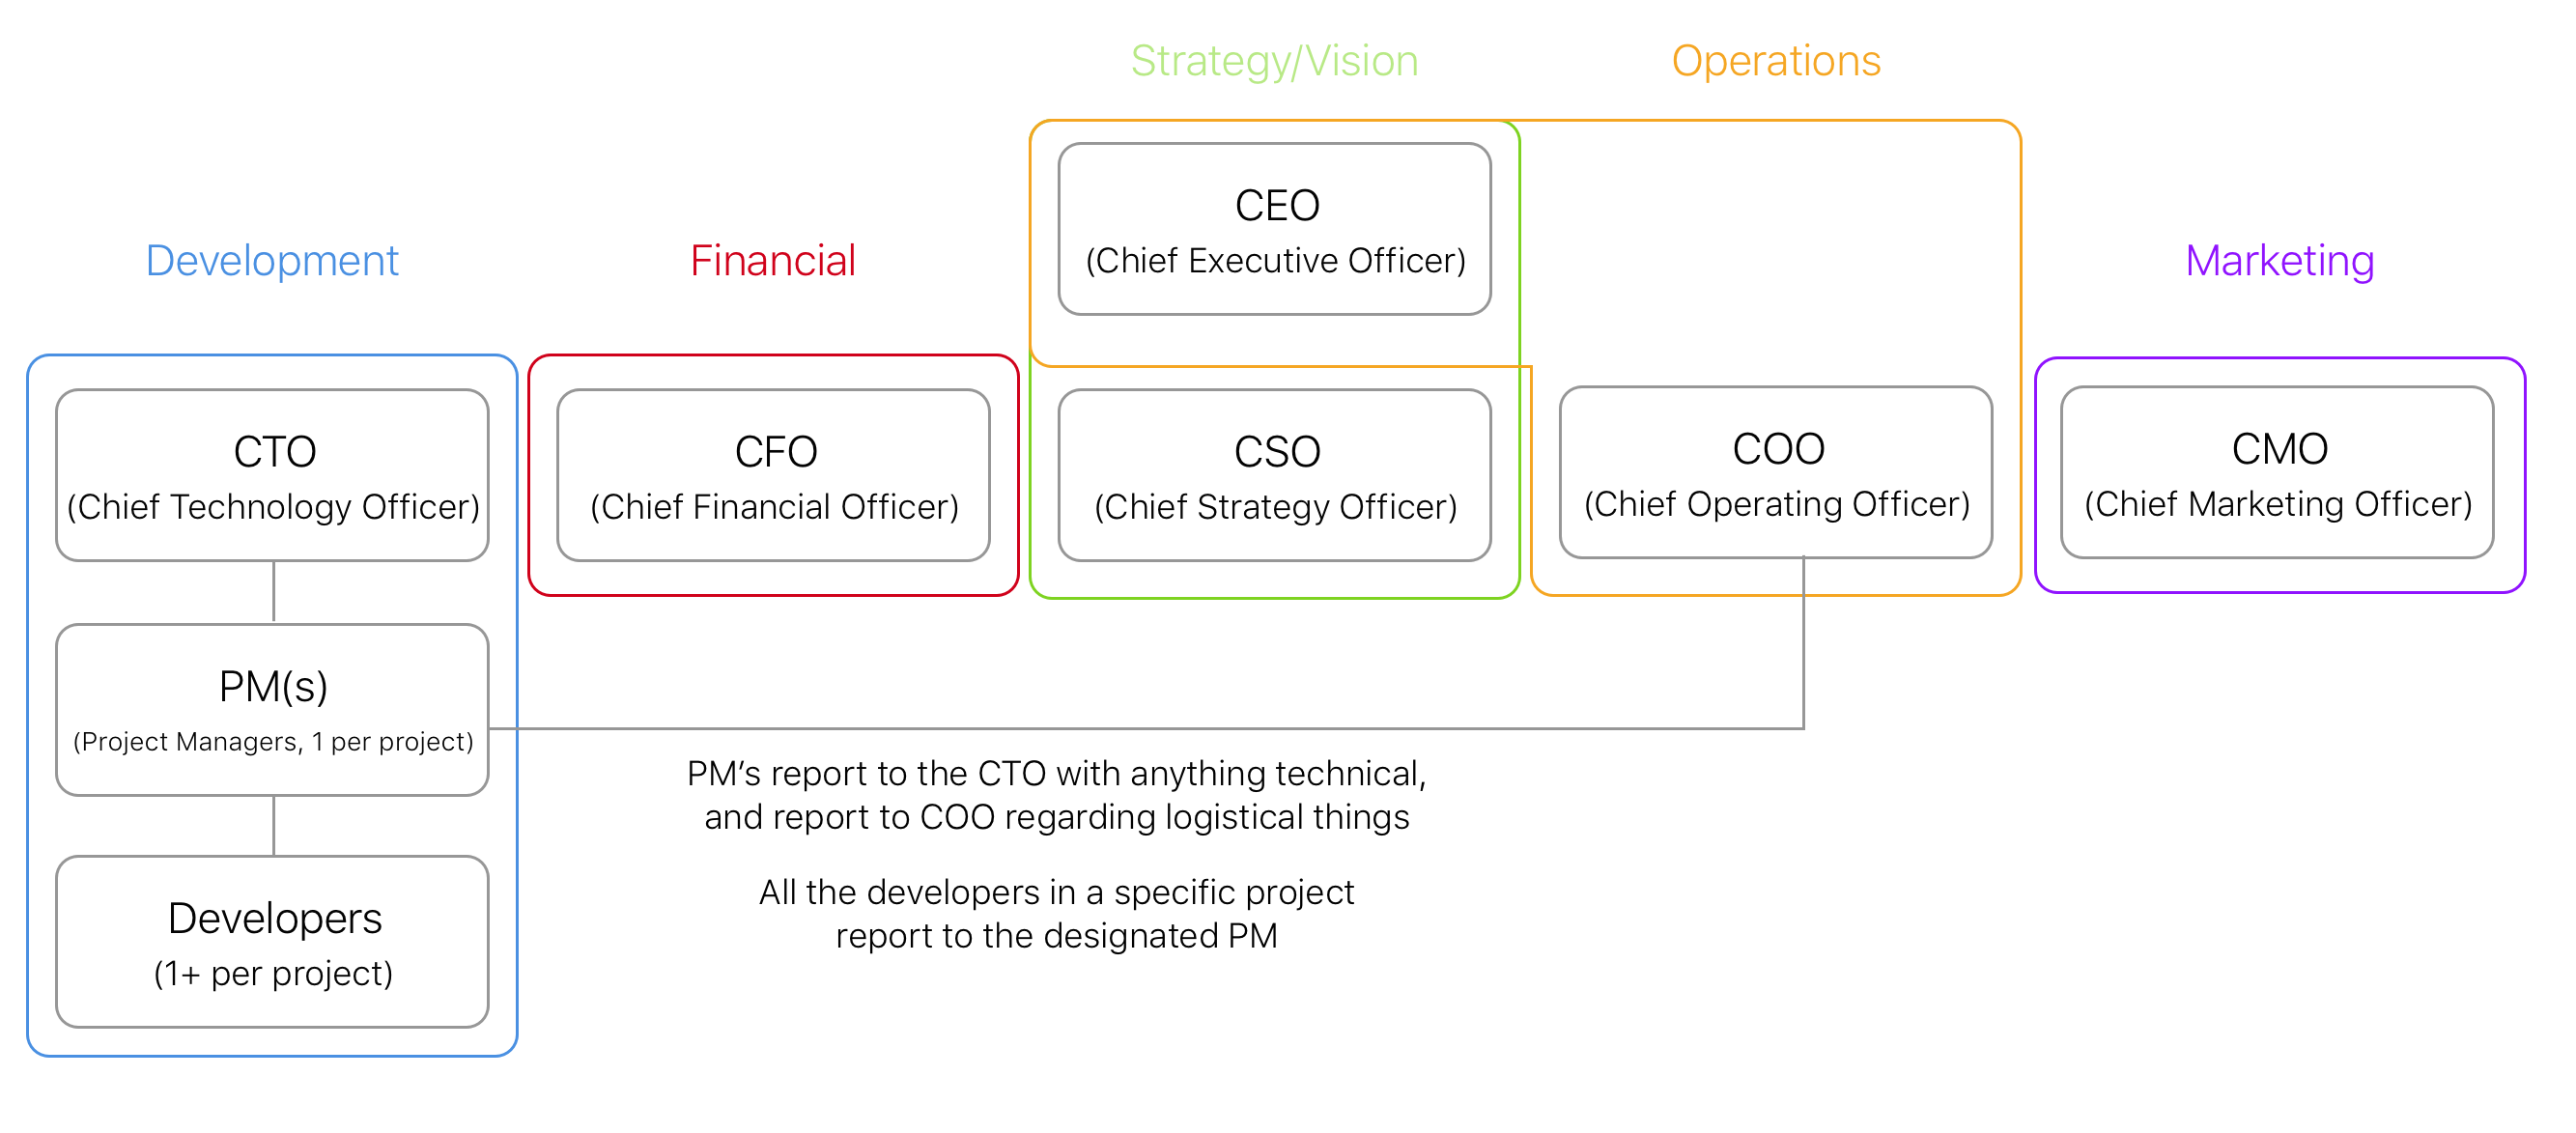 Strategy/Vision
Operations
CEO
(Chief Executive Officer)
Development
Financial
Marketing
CTO
(Chief Technology Officer)
CFO
(Chief Financial Officer)
CSO
(Chief Strategy Officer)
COO
(Chief Operating Officer)
CMO
(Chief Marketing Officer)
PM(s)
(Project Managers, 1 per project)
PM’s report to the CTO with anything technical,
and report to COO regarding logistical things
All the developers in a specific project
report to the designated PM
Developers
(1+ per project)